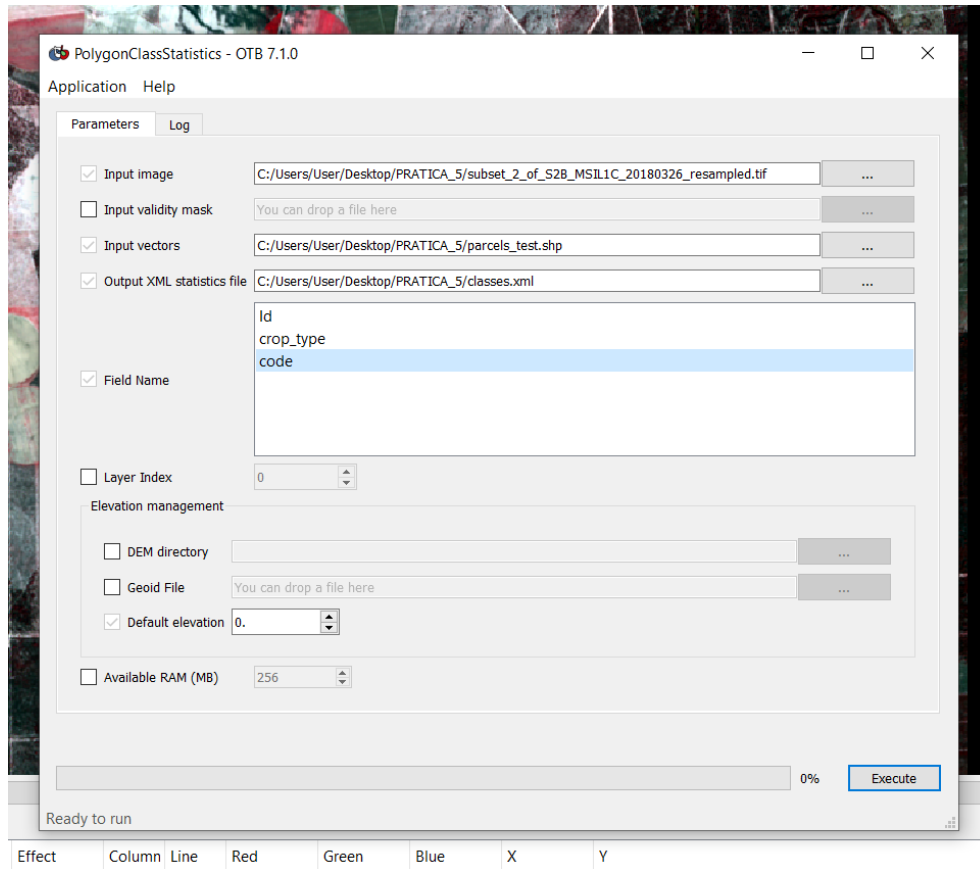 PolygonClassStatistics - OTB 7.1.0
Application Help
Parameters Log
Input image C:/Users/User/Desktop/PRATICA_5/subset_2_of_S2B_MSIL1C_20180326_resampled.tif ...
Input validity mask You can drop a file here ...
Input vectors C:/Users/User/Desktop/PRATICA_5/parcels_test.shp ...
Output XML statistics file C:/Users/User/Desktop/PRATICA_5/classes.xml ...
Id
crop_type
code
Field Name
Layer Index 0
Elevation management
DEM directory ...
Geoid File You can drop a file here ...
Default elevation 0.
Available RAM (MB) 256
0% Execute
Ready to run
Effect Column Line Red Green Blue X Y